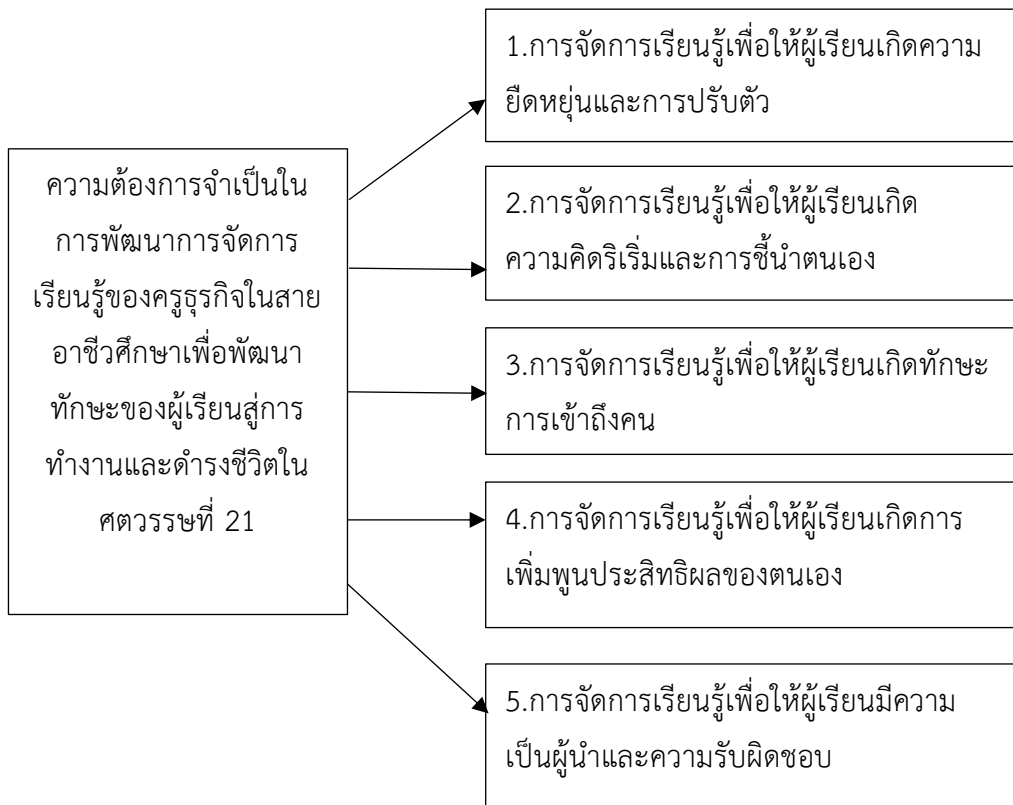 ความต้องการจำเป็นใน
การพัฒนาการจัดการ
เรียนรู้ของครูธุรกิจในสาย
อาชีวศึกษาเพื่อพัฒนา
ทักษะของผู้เรียนสู่การ
ทำงานและดำรงชีวิตใน
ศตวรรษที่ 21
1.การจัดการเรียนรู้เพื่อให้ผู้เรียนเกิดความ
ยืดหยุ่นและการปรับตัว
2.การจัดการเรียนรู้เพื่อให้ผู้เรียนเกิด
ความคิดริเริ่มและการชี้นำตนเอง
3.การจัดการเรียนรู้เพื่อให้ผู้เรียนเกิดทักษะ
การเข้าถึงคน
4.การจัดการเรียนรู้เพื่อให้ผู้เรียนเกิดการ
เพิ่มพูนประสิทธิผลของตนเอง
5.การจัดการเรียนรู้เพื่อให้ผู้เรียนมีความ
เป็นผู้นำและความรับผิดชอบ